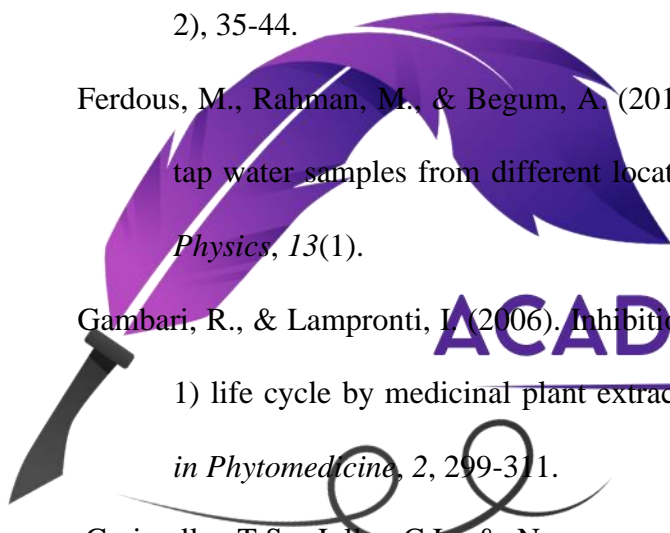 2), 35-44.
Ferdous, M., Rahman, M., & Begum, A. (201
tap water samples from different locat
Physics, 13(1).
Gambari, R., & Lampronti, I. (2006). Inhibitio
ACAD
1) life cycle by medicinal plant extrac
in Phytomedicine, 2, 299-311.